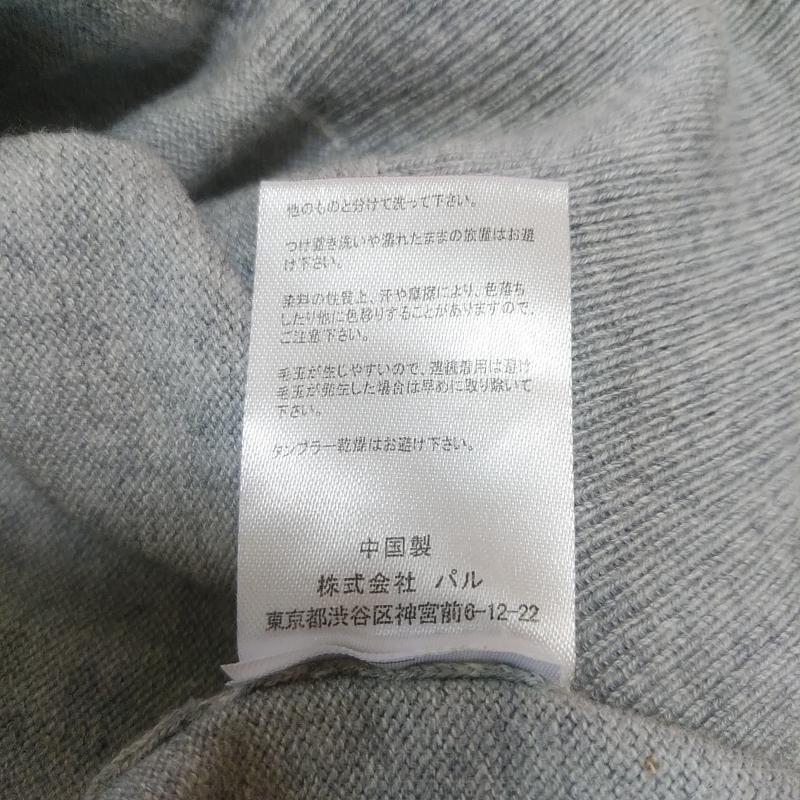 他のものと分けて洗って下さい。
つけ置き洗いや濡れたままの放置はお避
け下さい。
染料の性質上、汗や摩擦により、色落ち
したり他に色移りすることがありますので、
ご注意下さい。
毛玉が生じやすいので、連続着用は避け
毛玉が発生した場合は早めに取り除いて
下さい。
タンブラー乾燥はお避け下さい。
中国製
株式会社 パル
東京都渋谷区神宮前6-12-22